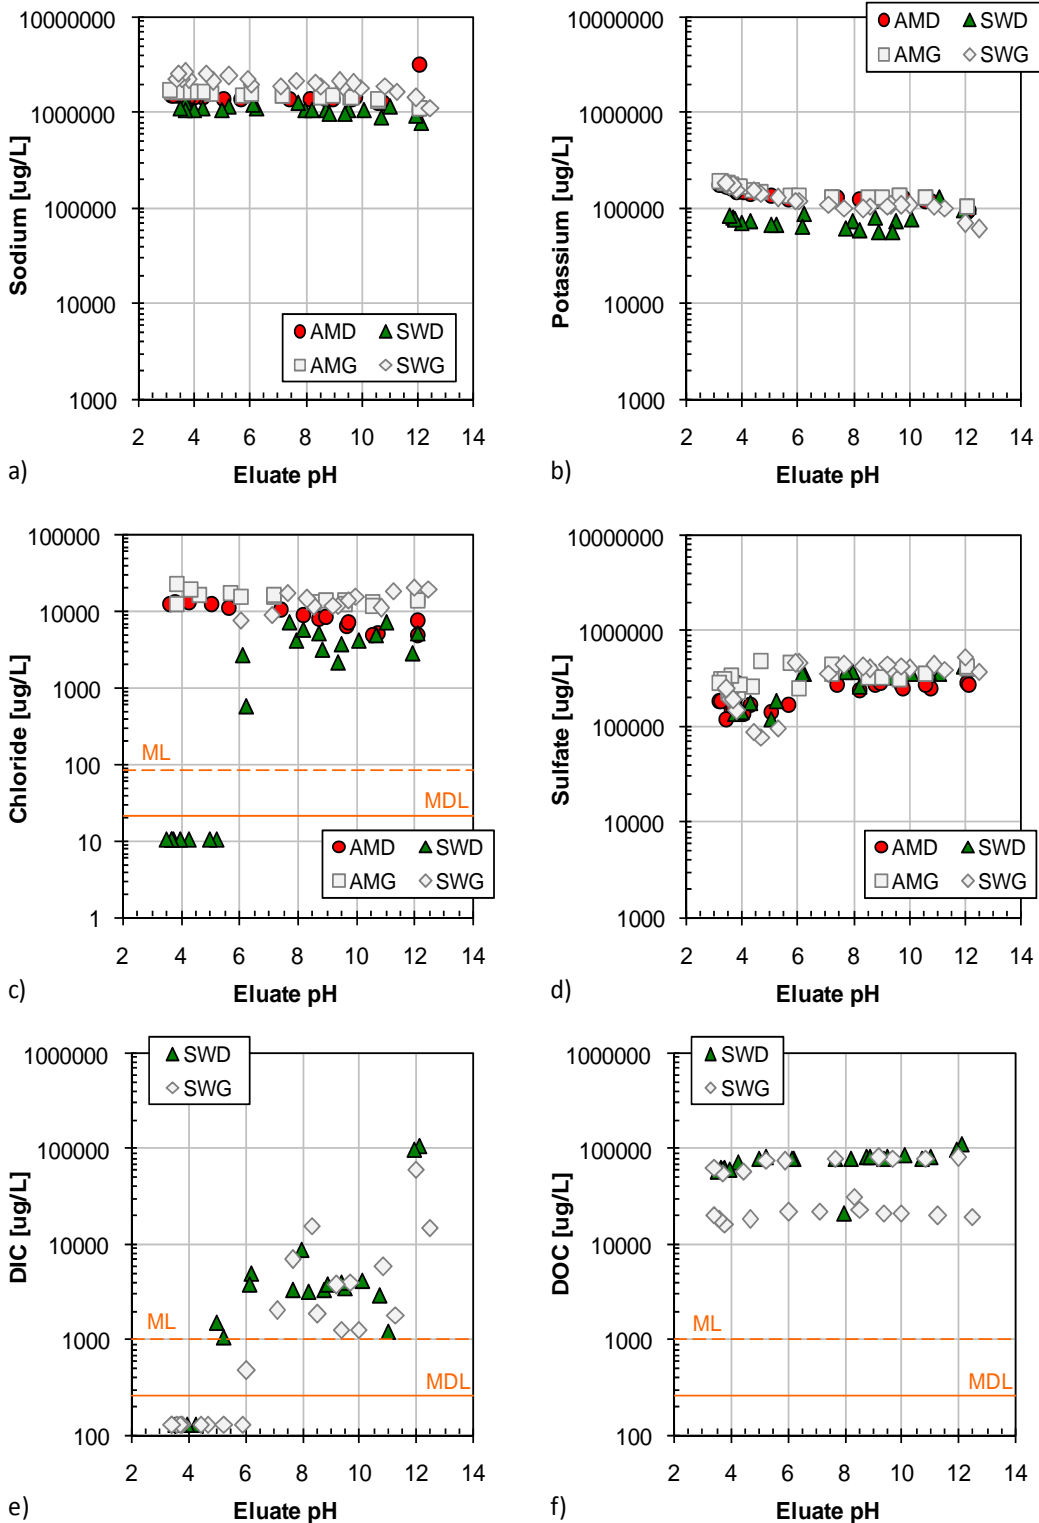 10000000
1000000
100000
10000
1000
Sodium [ug/L]
AMD SWD
AMG SWG
2 4 6 8 10 12 14
Eluate pH
a)
AMD SWD
AMG SWG
10000000
1000000
100000
10000
1000
100
Potassium [ug/L]
2 4 6 8 10 12 14
Eluate pH
b)
100000
10000
1000
100
10
1
Chloride [ug/L]
ML
MDL
AMD SWD
AMG SWG
2 4 6 8 10 12 14
Eluate pH
c)
10000000
1000000
100000
10000
1000
Sulfate [ug/L]
AMD SWD
AMG SWG
2 4 6 8 10 12 14
Eluate pH
d)
SWD
SWG
1000000
100000
10000
1000
100
DIC [ug/L]
ML
MDL
2 4 6 8 10 12 14
Eluate pH
e)
SWD
SWG
1000000
100000
10000
1000
100
DOC [ug/L]
ML
MDL
2 4 6 8 10 12 14
Eluate pH
f)